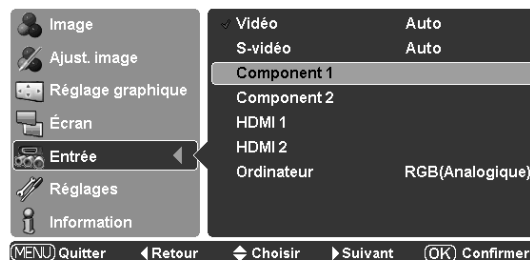 Image
Ajust. image
Réglage graphique
Écran
Entrée
Réglages
Information
Vidéo Auto
S-vidéo Auto
Component 1
Component 2
HDMI 1
HDMI 2
Ordinateur RGB(Analogique)
MENU Quitter Retour Choisir Suivant OK Confirmer